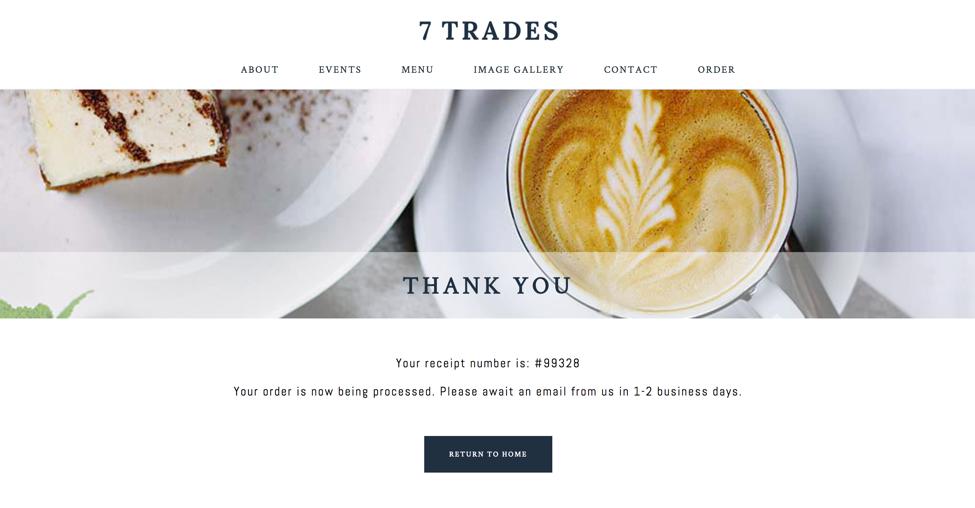 7 TRADES
ABOUT EVENTS MENU IMAGE GALLERY CONTACT ORDER
THANK YOU
Your receipt number is: #99328
Your order is now being processed. Please await an email from us in 1-2 business days.
RETURN TO HOME